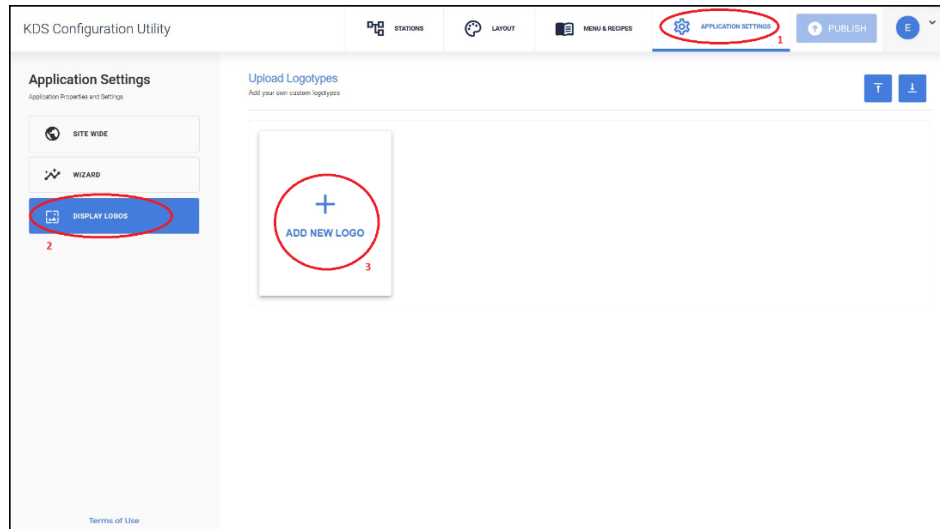 KDS Configuration Utility
STATIONS
LAYOUT
MENU & RECIPES
APPLICATION SETTINGS
1
PUBLISH
E
Application Settings
Application Properties and Settings
SITE WIDE
WIZARD
DISPLAY LOGOS
2
Upload Logotypes
Add your own custom logotypes
ADD NEW LOGO
3
Terms of Use